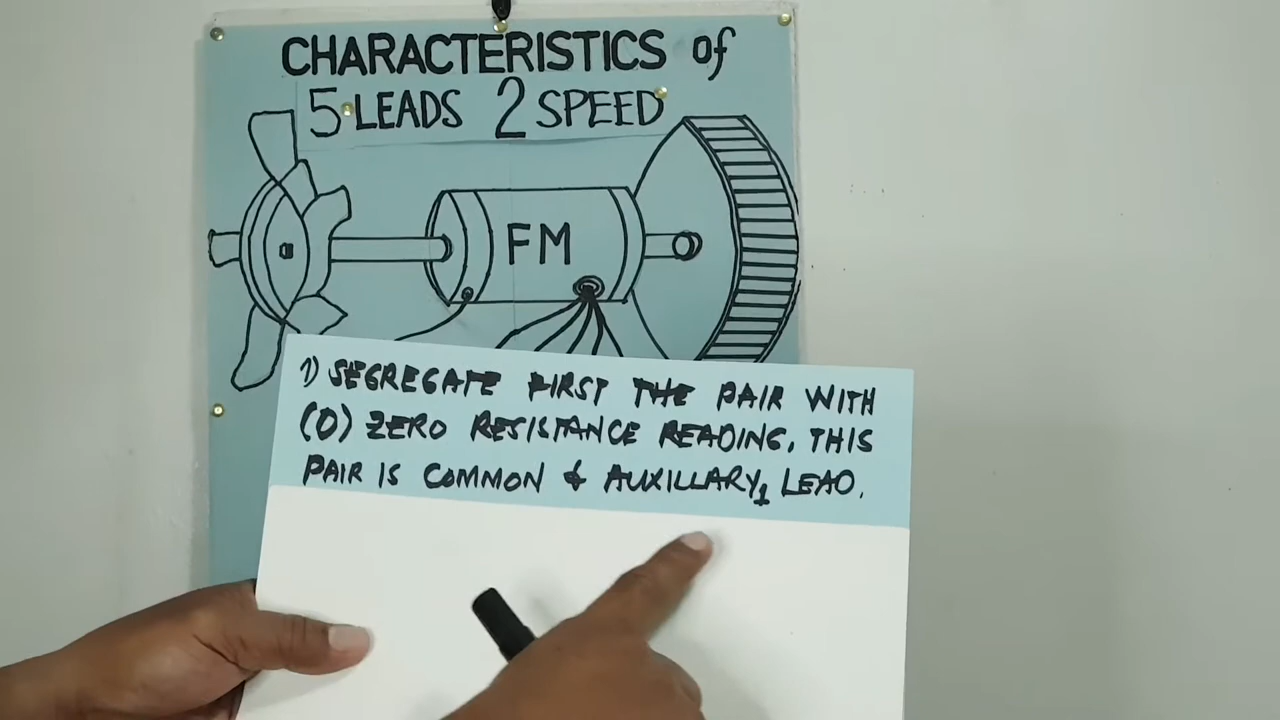 CHARACTERISTICS of
5 LEADS 2 SPEED
FM
1) SEGREGATE FIRST THE PAIR WITH
(0) ZERO RESISTANCE READING. THIS
PAIR IS COMMON & AUXILLARY1 LEAD.